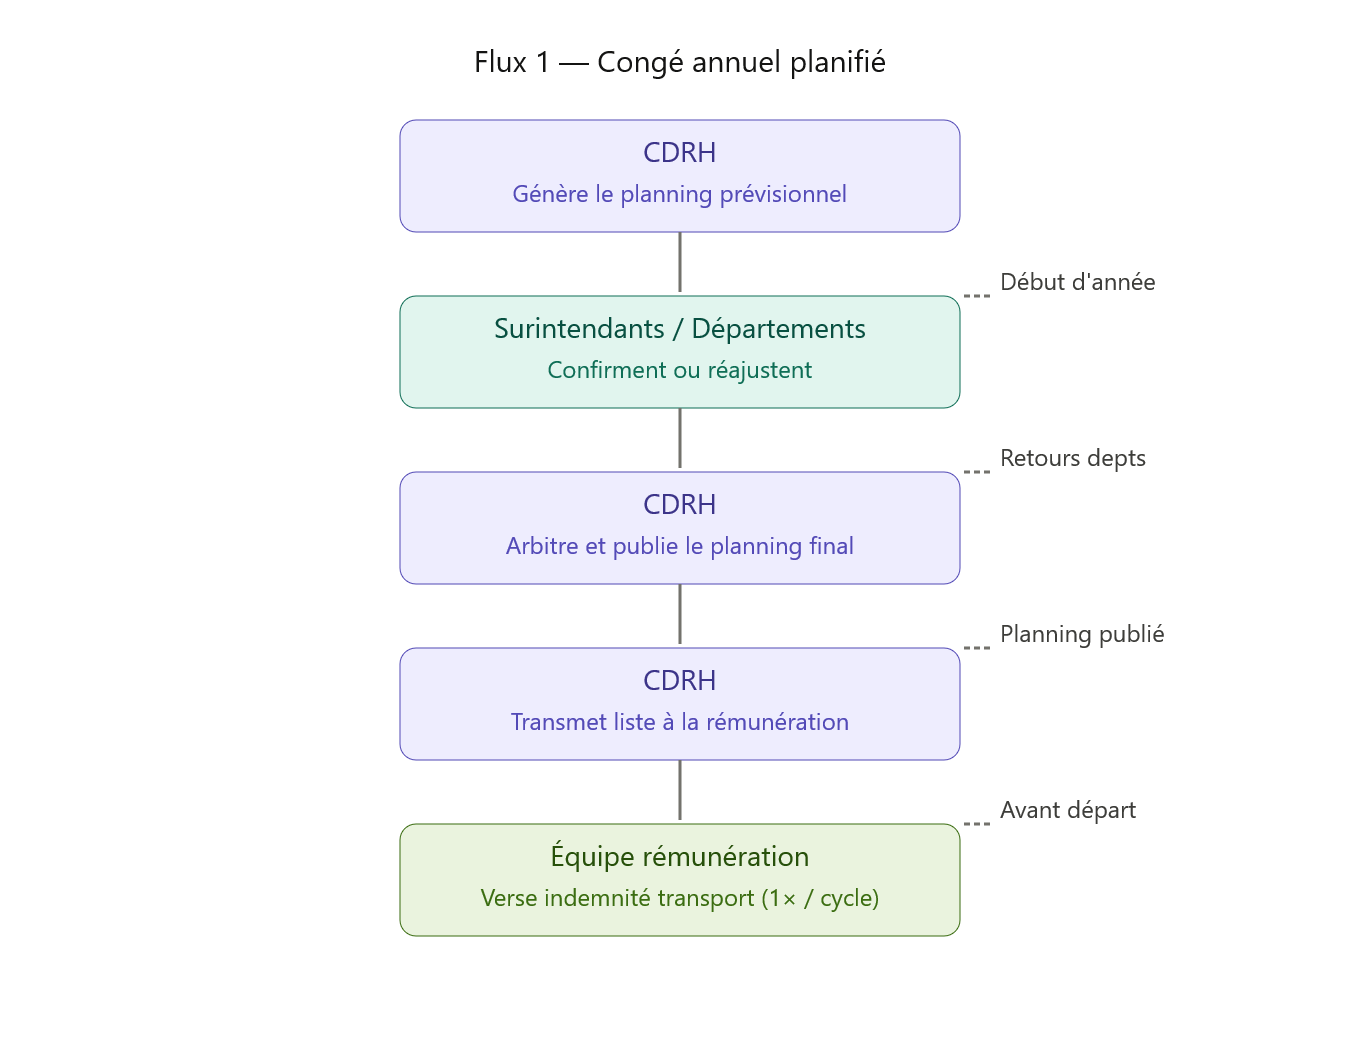 Flux 1 — Congé annuel planifié
CDRH
Génère le planning prévisionnel
Début d'année
Surintendants / Départements
Confirment ou réajustent
Retours depts
CDRH
Arbitre et publie le planning final
Planning publié
CDRH
Transmet liste à la rémunération
Avant départ
Équipe rémunération
Verse indemnité transport (1× / cycle)